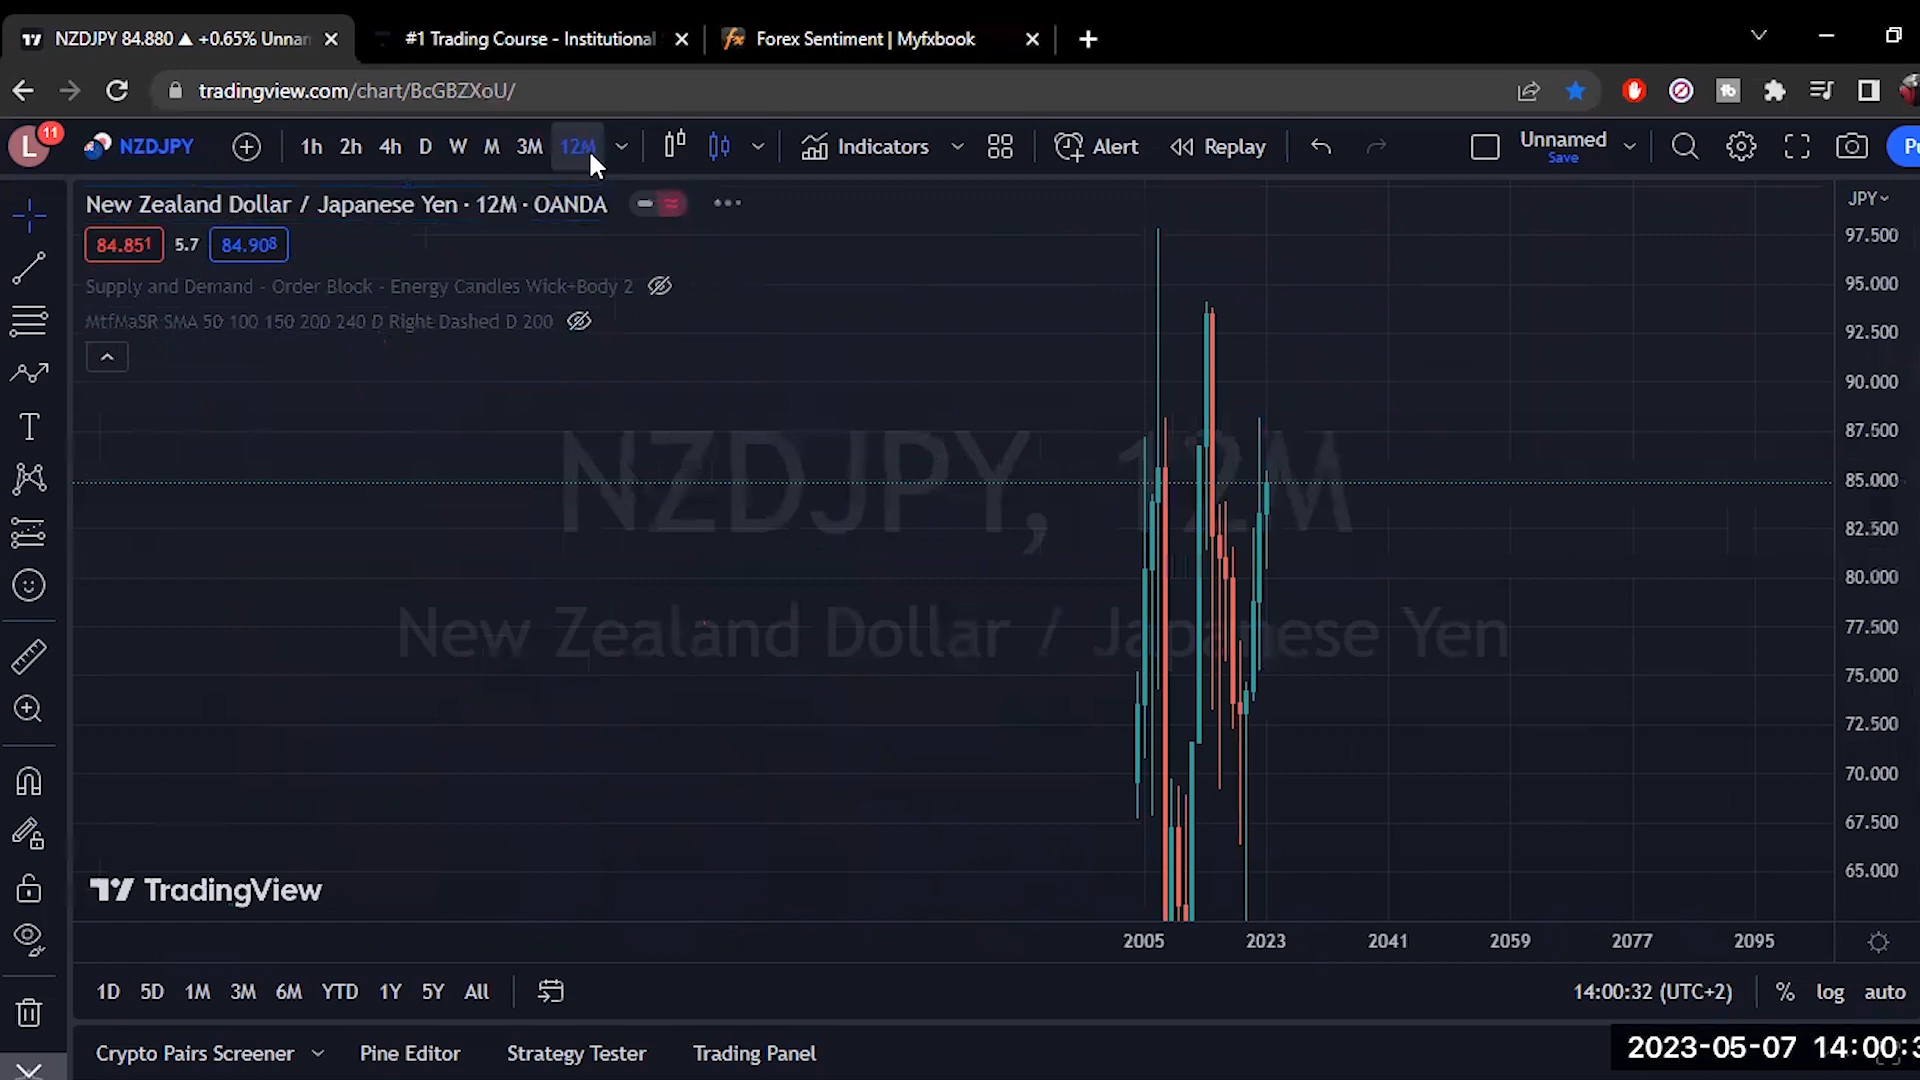 NZDJPY 84.880 ▲ +0.65% Unnan
#1 Trading Course - Institutional
Forex Sentiment | Myfxbook
tradingview.com/chart/BcGBZXoU/
L 11 NZDJPY 1h 2h 4h D W M 3M 12M Indicators Alert Replay Unnamed Save Pu
New Zealand Dollar / Japanese Yen · 12M · OANDA
84.851 5.7 84.908
Supply and Demand - Order Block - Energy Candles Wick+Body 2
MtfMaSR SMA 50 100 150 200 240 D Right Dashed D 200
JPY
97.500
95.000
92.500
90.000
87.500
85.000
82.500
80.000
77.500
75.000
72.500
70.000
67.500
65.000
NZDJPY, 12M
New Zealand Dollar / Japanese Yen
TradingView
2005 2023 2041 2059 2077 2095
1D 5D 1M 3M 6M YTD 1Y 5Y All 14:00:32 (UTC+2) % log auto
Crypto Pairs Screener Pine Editor Strategy Tester Trading Panel
2023-05-07 14:00:3